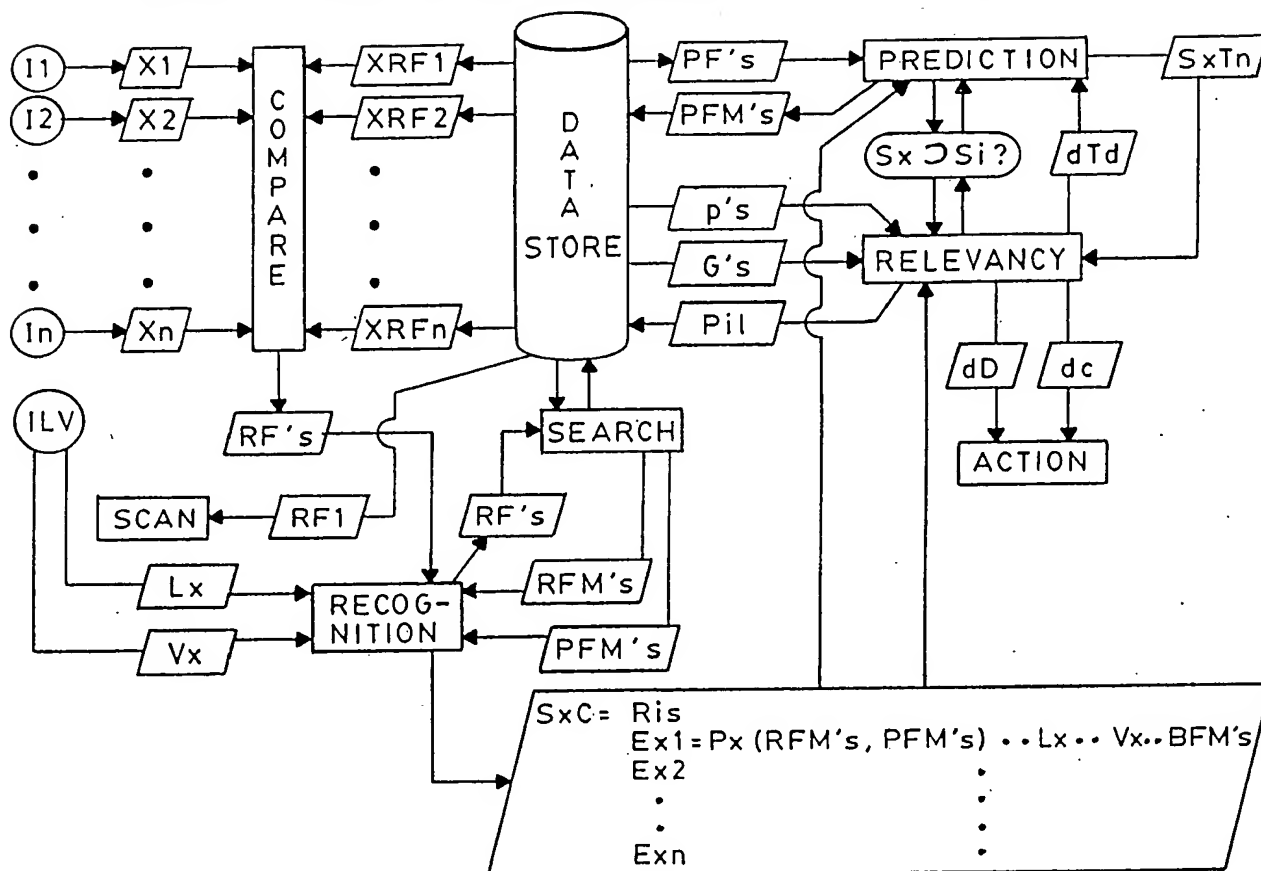 I1 X1 XRF1 PF's PREDICTION SxTn
I2 X2 COMPARE XRF2 DATA STORE PFM's
Sx⊃Si? dTd
p's
G's RELEVANCY
In Xn XRFn Pil
dD dc
ILV RF's SEARCH
ACTION
SCAN RF1 RF's
Lx RECOG-
NITION RFM's
Vx PFM's
SxC = Ris
Ex1 = Px (RFM's, PFM's) ‥ Lx ‥ Vx ‥ BFM's
Ex2
Exn